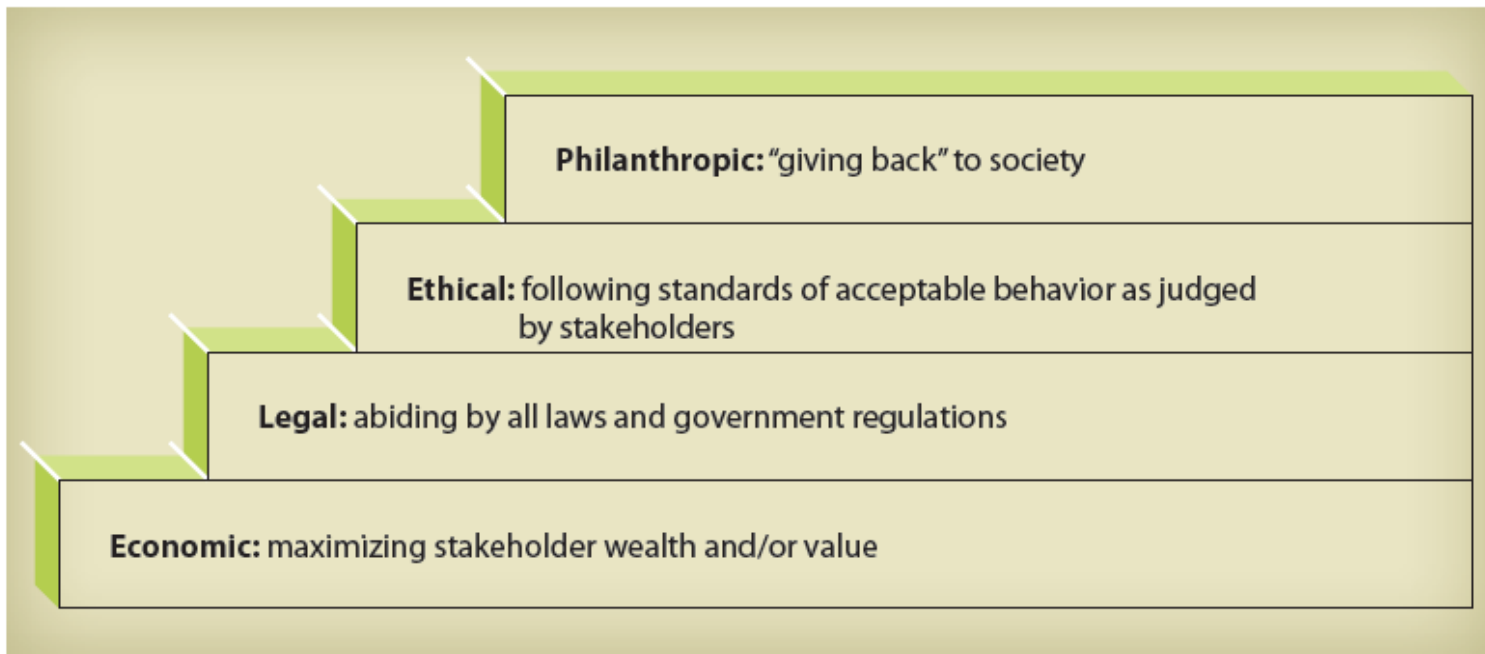 Philanthropic: “giving back” to society
Ethical: following standards of acceptable behavior as judged
by stakeholders
Legal: abiding by all laws and government regulations
Economic: maximizing stakeholder wealth and/or value